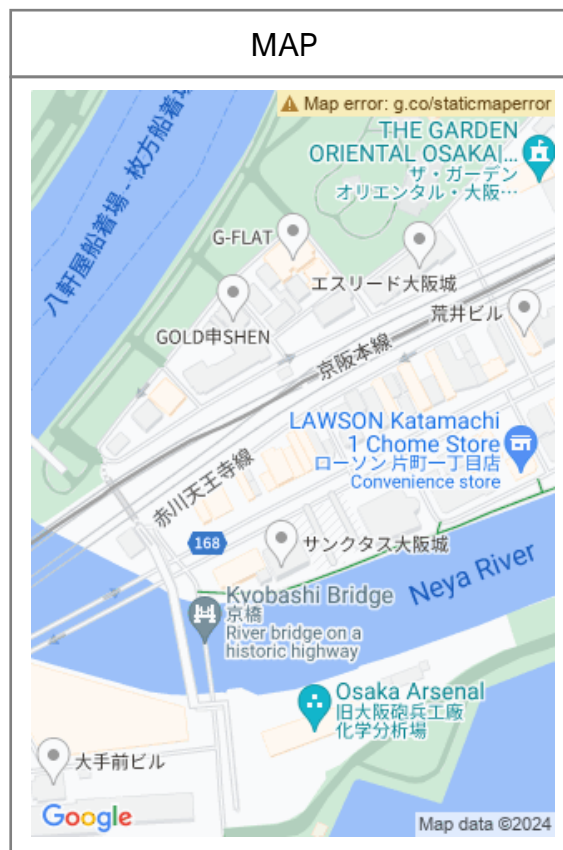 MAP
Map error: g.co/staticmaperror
THE GARDEN
ORIENTAL OSAKA|...
ザ・ガーデン
オリエンタル・大阪…
八軒屋船着場 - 枚方船着場
G-FLAT
エスリード大阪城
GOLD申SHEN
荒井ビル
京阪本線
LAWSON Katamachi
1 Chome Store
ローソン 片町一丁目店
Convenience store
赤川天王寺線
168
サンクタス大阪城
Neya River
Kyobashi Bridge
京橋
River bridge on a
historic highway
Osaka Arsenal
旧大阪砲兵工廠
化学分析場
大手前ビル
Google
Map data ©2024